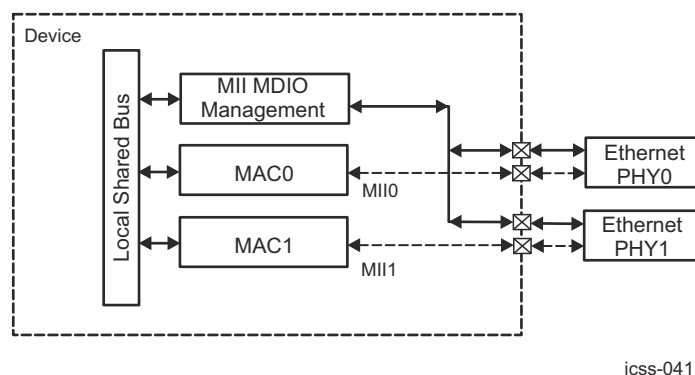 Device
Local Shared Bus
MII MDIO
Management
MAC0
MII0
MAC1
MII1
Ethernet
PHY0
Ethernet
PHY1
icss-041